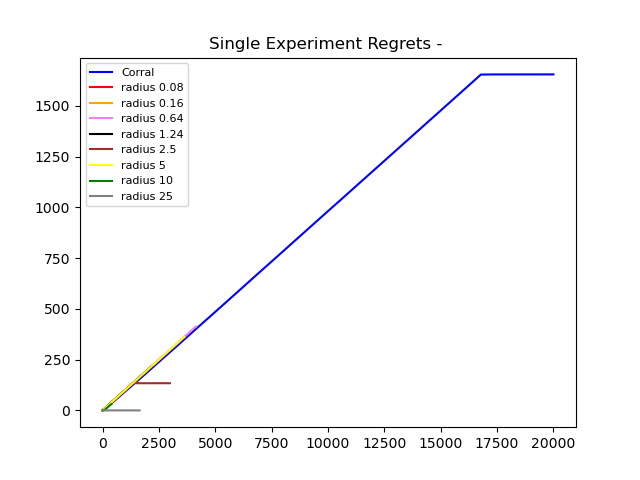 Single Experiment Regrets -
Corral
radius 0.08
radius 0.16
radius 0.64
radius 1.24
radius 2.5
radius 5
radius 10
radius 25
1500
1250
1000
750
500
250
0
0 2500 5000 7500 10000 12500 15000 17500 20000